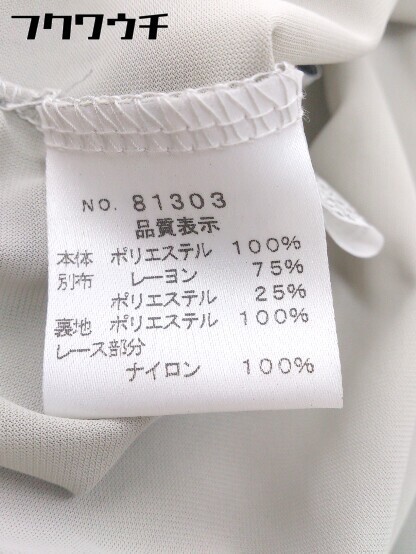 フクワウチ
NO. 81303
品質表示
本体 ポリエステル 100%
別布 レーヨン 75%
ポリエステル 25%
裏地 ポリエステル 100%
レース部分
ナイロン 100%